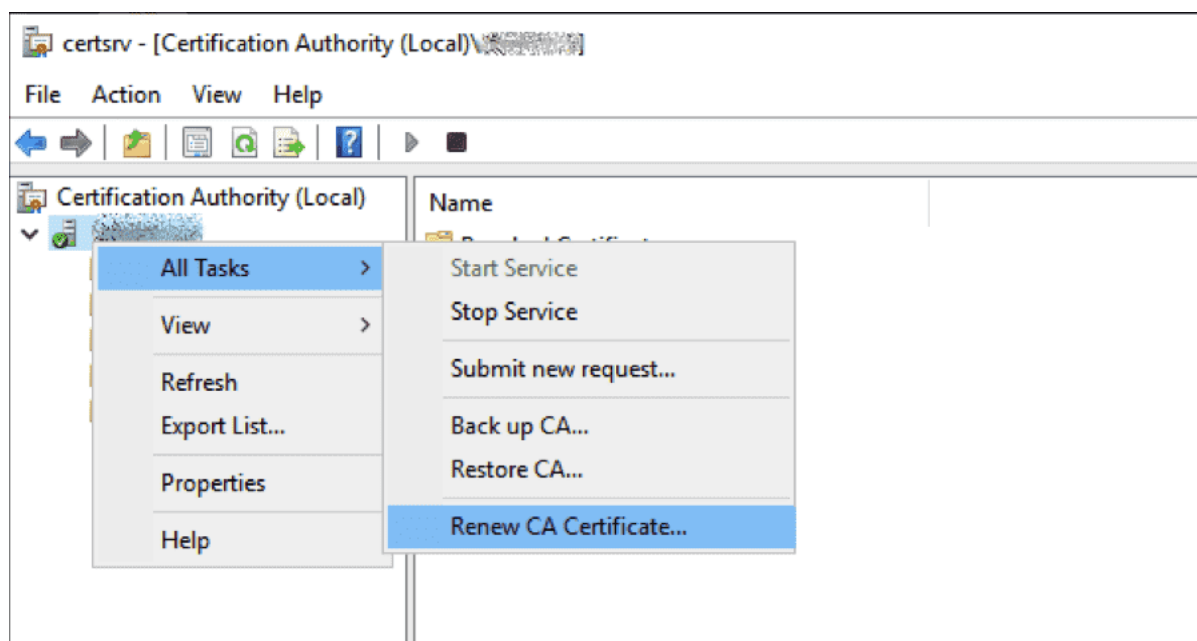 certsrv - [Certification Authority (Local)\
File Action View Help
Certification Authority (Local)
Name
All Tasks
View
Refresh
Export List...
Properties
Help
Start Service
Stop Service
Submit new request...
Back up CA...
Restore CA...
Renew CA Certificate...